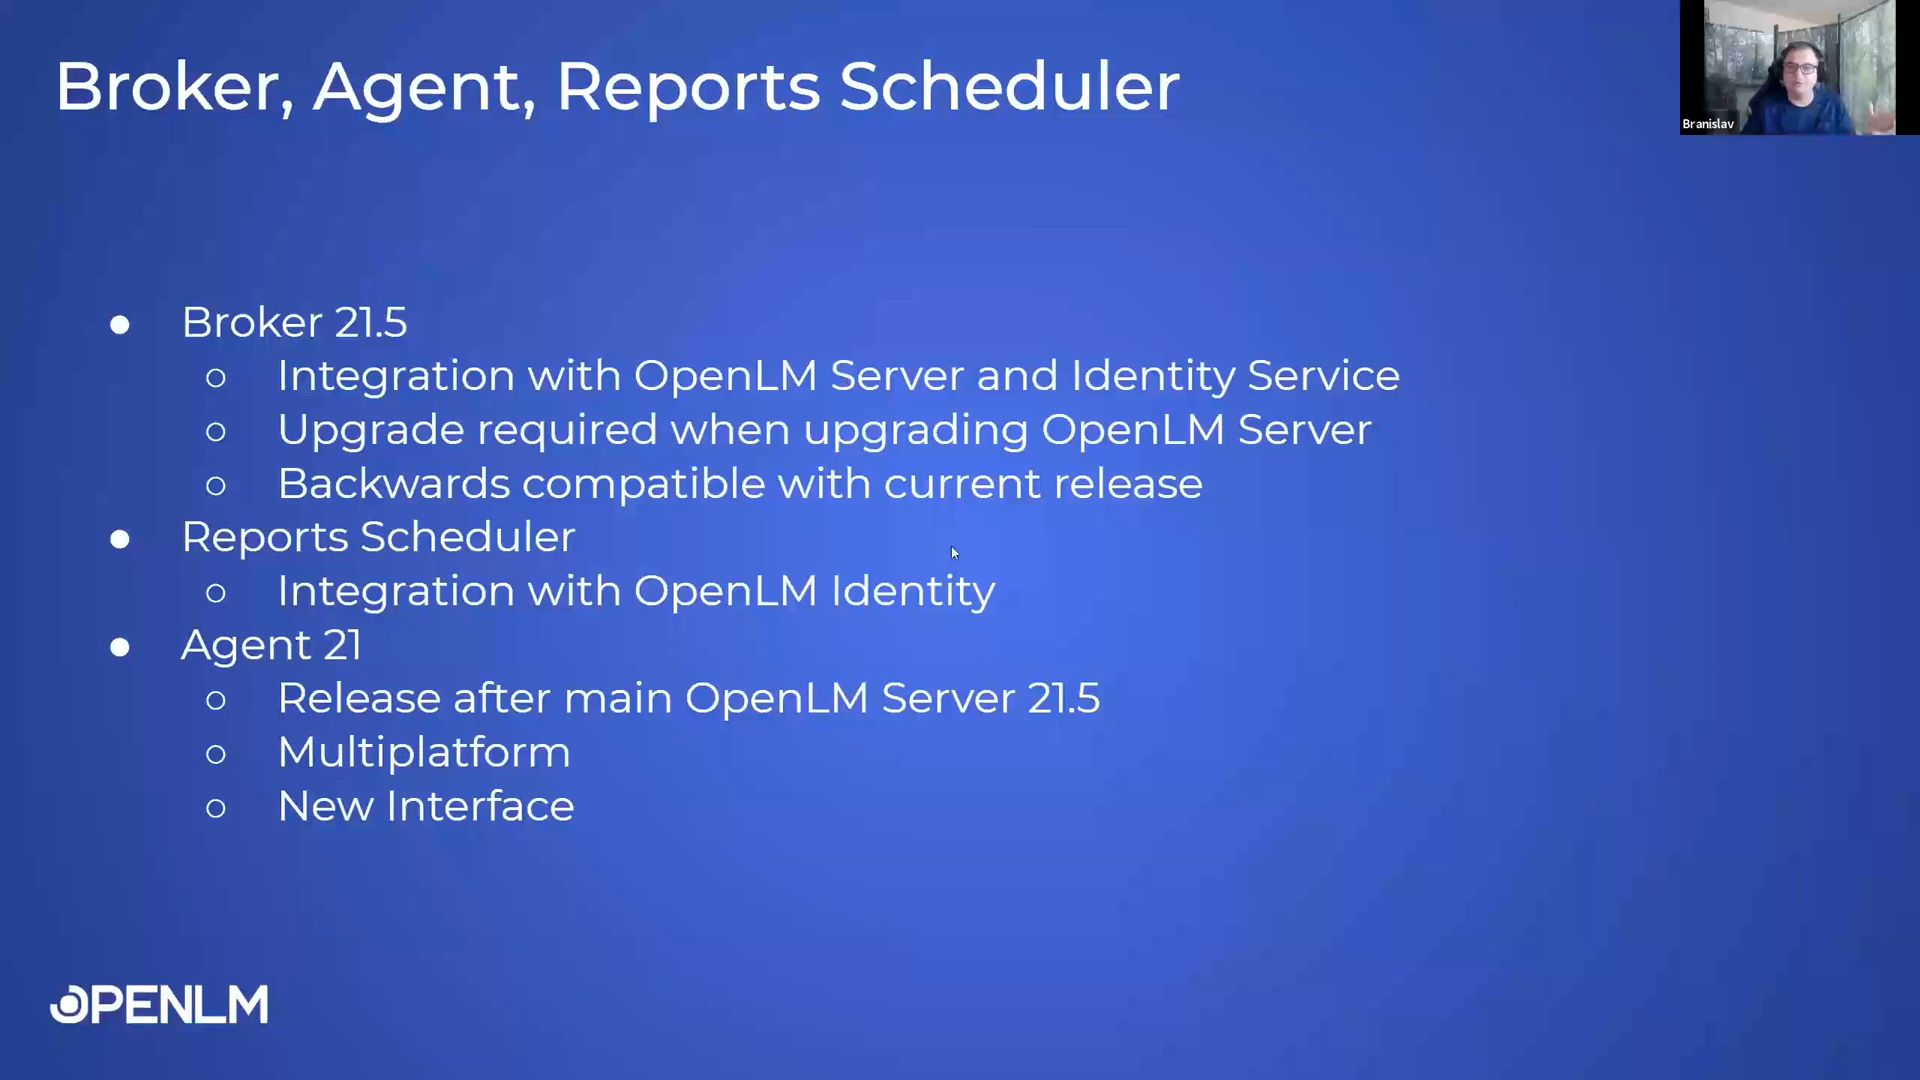 Broker, Agent, Reports Scheduler
Branislav
● Broker 21.5
○ Integration with OpenLM Server and Identity Service
○ Upgrade required when upgrading OpenLM Server
○ Backwards compatible with current release
● Reports Scheduler
○ Integration with OpenLM Identity
● Agent 21
○ Release after main OpenLM Server 21.5
○ Multiplatform
○ New Interface
OPENLM